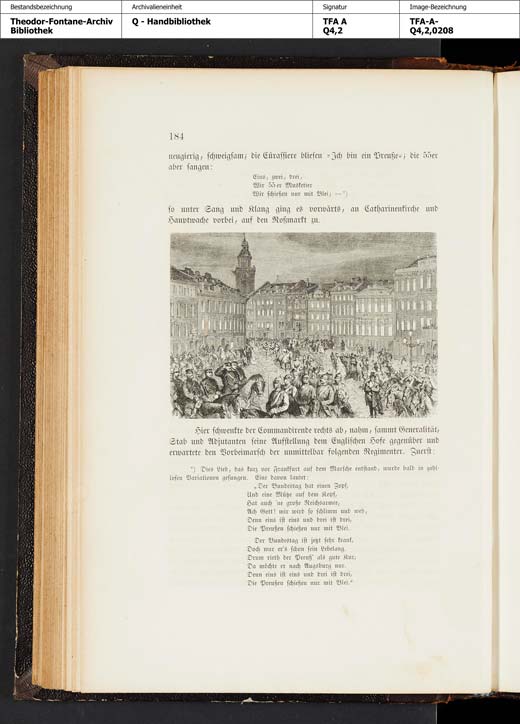 Bestandsbezeichnung
Archivalieneinheit
Signatur
Image-Bezeichnung
Theodor-Fontane-Archiv
Bibliothek
Q - Handbibliothek
TFA A
Q4,2
TFA-A-
Q4,2,0208
184
neugierig, schweigsam; die Cürassiere bliesen »Ich bin ein Preuße«; die 55er
aber sangen:
Eins, zwei, drei,
Wir 55er Musketier
Wir schießen nur mit Blei; —*)
so unter Sang und Klang ging es vorwärts, an Catharinenkirche und
Hauptwache vorbei, auf den Roßmarkt zu.
Hier schwenkte der Commandirende rechts ab, nahm, sammt Generalität,
Stab und Adjutanten seine Aufstellung dem Englischen Hofe gegenüber und
erwartete den Vorbeimarsch der unmittelbar folgenden Regimenter. Zuerst:
*) Dies Lied, das kurz vor Frankfurt auf dem Marsche entstand, wurde bald in zahl-
losen Variationen gesungen. Eine davon lautet:
„Der Bundestag hat einen Zopf,
Und eine Mütze auf dem Kopf,
Hat auch 'ne große Reichsarmee,
Ach Gott! mir wird so schlimm und weh,
Denn eins ist eins und drei ist drei,
Die Preußen schießen nur mit Blei.
Der Bundestag ist jetzt sehr krank,
Doch war er's schon sein Lebelang.
Drum rieth der Preuß' als gute Kur,
Da möcht er nach Augsburg nur.
Denn eins ist eins und drei ist drei,
Die Preußen schießen nur mit Blei."